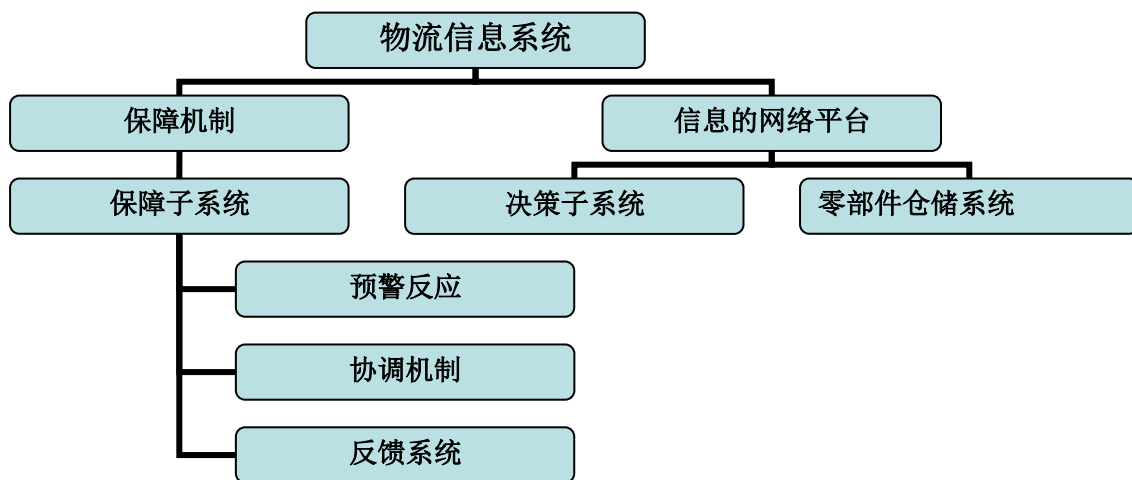 物流信息系统
保障机制
信息的网络平台
保障子系统
决策子系统
零部件仓储系统
预警反应
协调机制
反馈系统